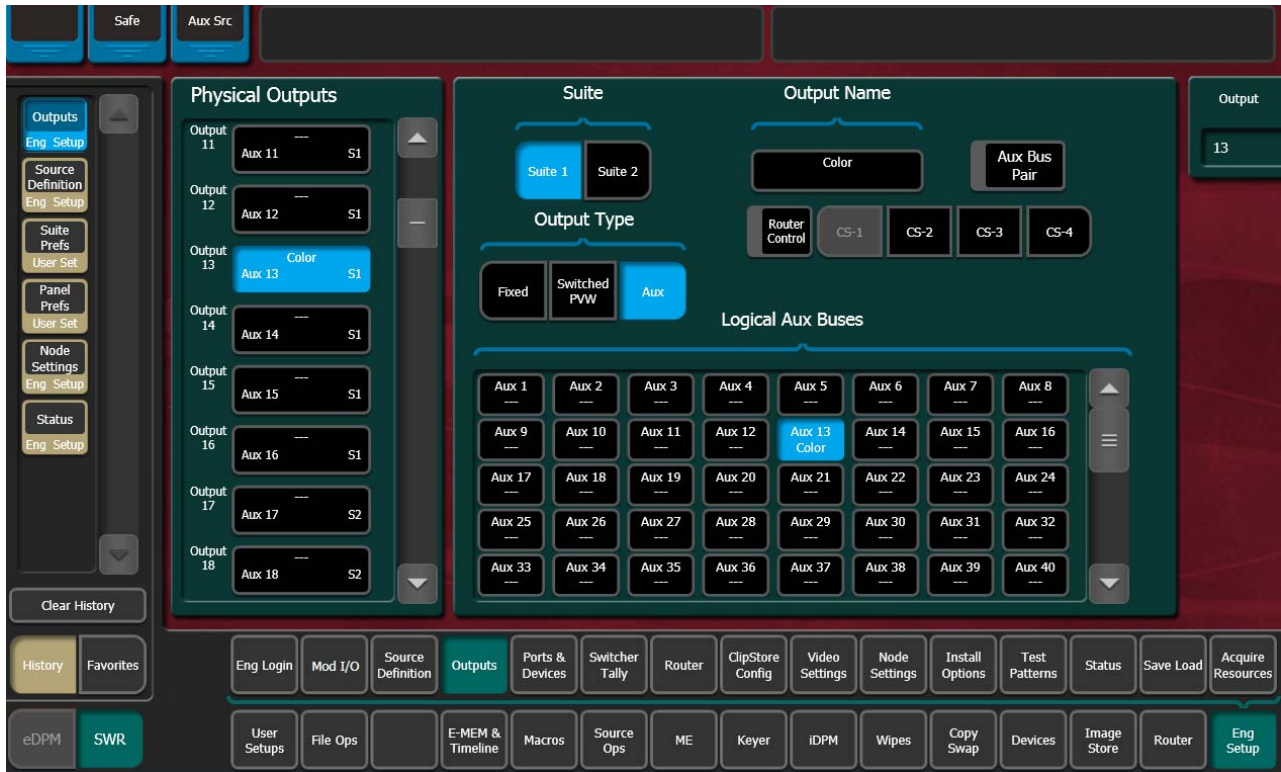 Safe
Aux Src
Outputs
Eng Setup
Source
Definition
Eng Setup
Suite
Prefs
User Set
Panel
Prefs
User Set
Node
Settings
Eng Setup
Status
Eng Setup
Clear History
History
Favorites
eDPM
SWR
Physical Outputs
Output
11
---
Aux 11 S1
Output
12
---
Aux 12 S1
Output
13
Color
Aux 13 S1
Output
14
---
Aux 14 S1
Output
15
---
Aux 15 S1
Output
16
---
Aux 16 S1
Output
17
---
Aux 17 S2
Output
18
---
Aux 18 S2
Suite
Suite 1 Suite 2
Output Name
Color
Aux Bus
Pair
Output Type
Fixed
Switched
PVW
Aux
Router
Control
CS-1 CS-2 CS-3 CS-4
Logical Aux Buses
Aux 1 Aux 2 Aux 3 Aux 4 Aux 5 Aux 6 Aux 7 Aux 8
--- --- --- --- --- --- --- ---
Aux 9 Aux 10 Aux 11 Aux 12 Aux 13 Aux 14 Aux 15 Aux 16
--- --- --- --- Color --- --- ---
Aux 17 Aux 18 Aux 19 Aux 20 Aux 21 Aux 22 Aux 23 Aux 24
--- --- --- --- --- --- --- ---
Aux 25 Aux 26 Aux 27 Aux 28 Aux 29 Aux 30 Aux 31 Aux 32
--- --- --- --- --- --- --- ---
Aux 33 Aux 34 Aux 35 Aux 36 Aux 37 Aux 38 Aux 39 Aux 40
--- --- --- --- --- --- --- ---
Output
13
Eng Login
Mod I/O
Source
Definition
Outputs
Ports &
Devices
Switcher
Tally
Router
ClipStore
Config
Video
Settings
Node
Settings
Install
Options
Test
Patterns
Status
Save Load
Acquire
Resources
User
Setups
File Ops
E-MEM &
Timeline
Macros
Source
Ops
ME
Keyer
iDPM
Wipes
Copy
Swap
Devices
Image
Store
Router
Eng
Setup